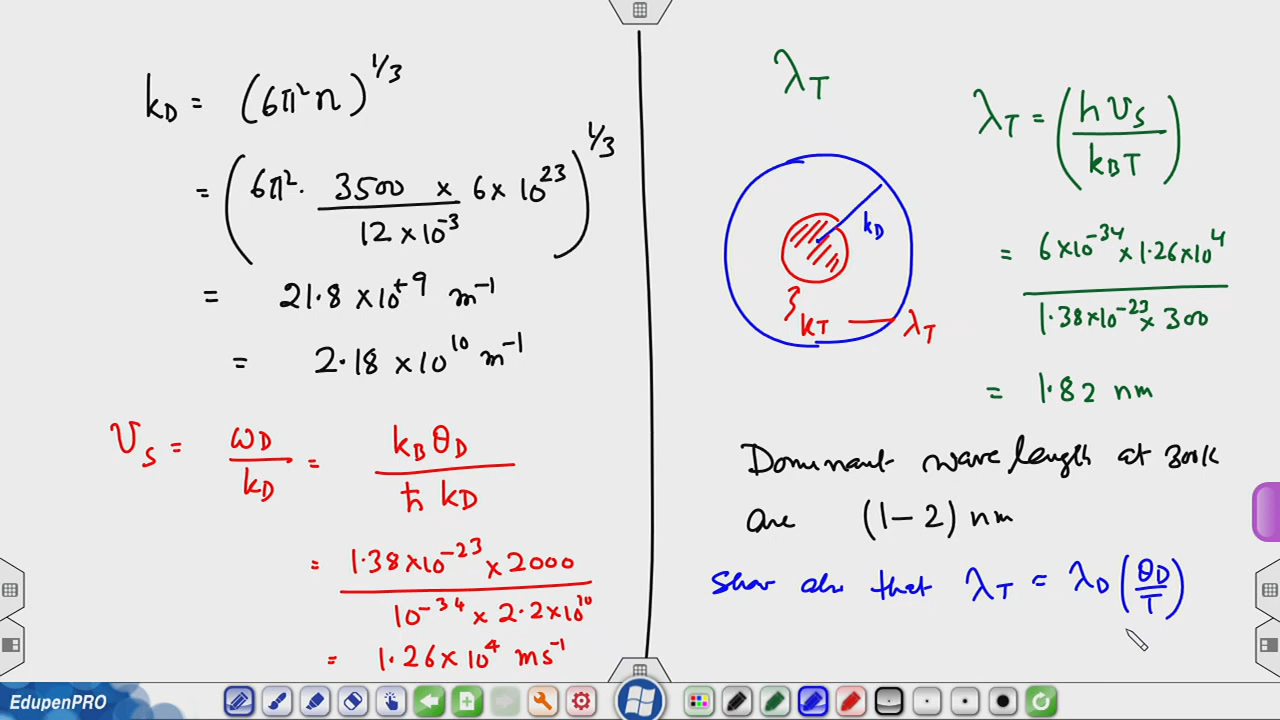 k_D = (6π²n)^{1/3}
= (6π² · 3500 / 12×10^{-3} × 6×10^{23})^{1/3}
= 21.8 ×10^{+9} m^{-1}
= 2.18 ×10^{10} m^{-1}
v_s = ω_D / k_D = k_B θ_D / ħ k_D
= 1.38×10^{-23} × 2000 / 10^{-34} × 2.2×10^{10}
= 1.26×10^4 ms^{-1}
λ_T
k_D
k_T — λ_T
λ_T = (h v_s / k_B T)
= 6×10^{-34} × 1.26×10^4 / 1.38×10^{-23} × 300
= 1.82 nm
Dominant wave length at 300K
are (1-2) nm
Show also that λ_T = λ_D (θ_D / T)
EdupenPRO